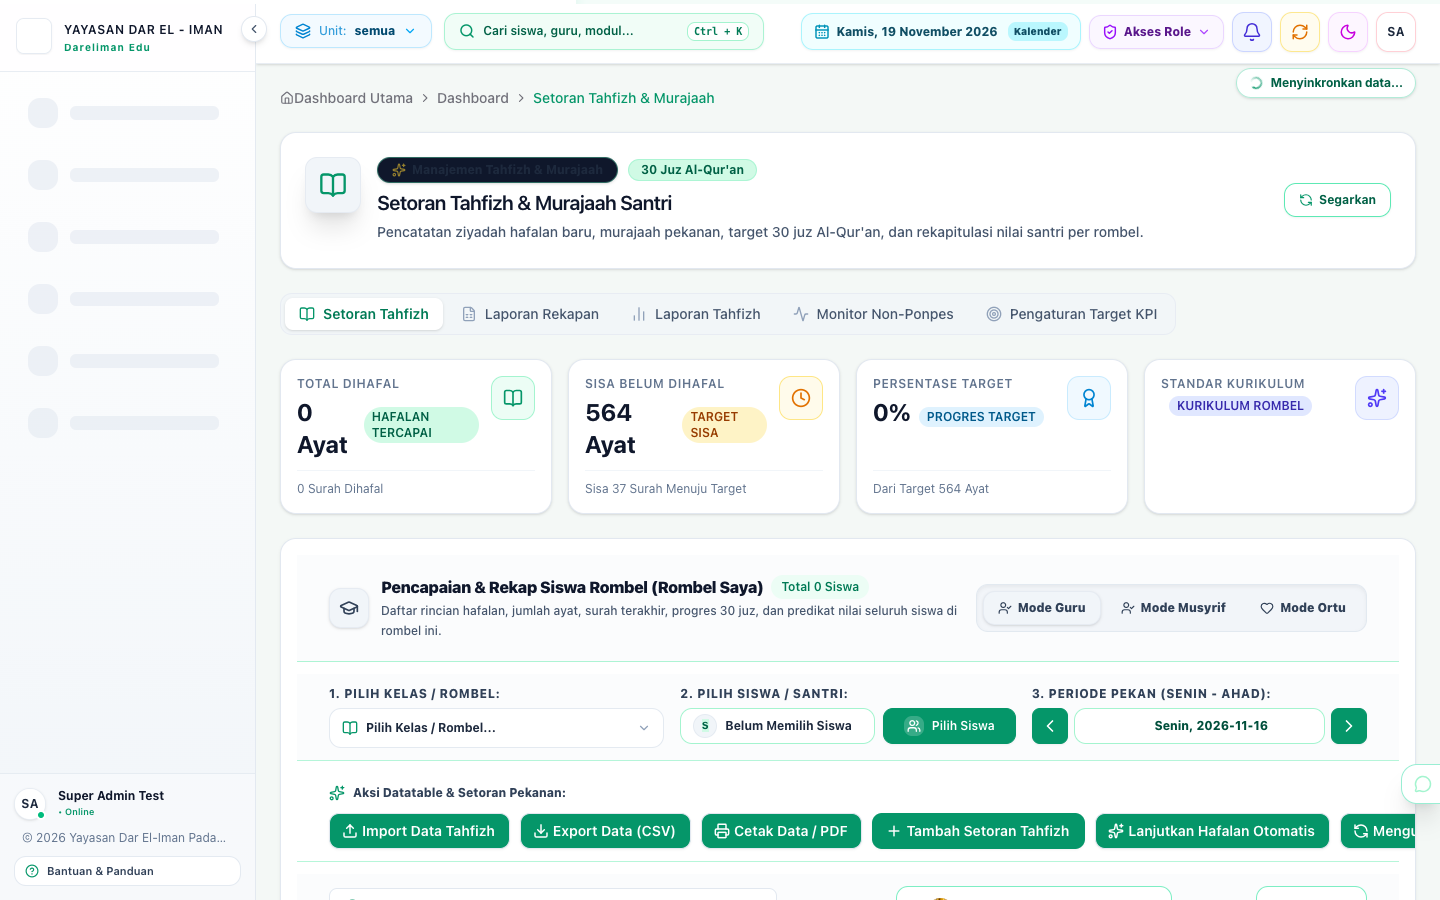 YAYASAN DAR EL - IMAN
Dareliman Edu
Unit: semua
Cari siswa, guru, modul...
Ctrl + K
Kamis, 19 November 2026
Kalender
Akses Role
SA
Menyinkronkan data...
Dashboard Utama
Dashboard
Setoran Tahfizh & Murajaah
Manajemen Tahfizh & Murajaah
30 Juz Al-Qur'an
Setoran Tahfizh & Murajaah Santri
Pencatatan ziyadah hafalan baru, murajaah pekanan, target 30 juz Al-Qur'an, dan rekapitulasi nilai santri per rombel.
Segarkan
Setoran Tahfizh
Laporan Rekapan
Laporan Tahfizh
Monitor Non-Ponpes
Pengaturan Target KPI
TOTAL DIHAFAL
0 Ayat
HAFALAN TERCAPAI
0 Surah Dihafal
SISA BELUM DIHAFAL
564 Ayat
TARGET SISA
Sisa 37 Surah Menuju Target
PERSENTASE TARGET
0%
PROGRES TARGET
Dari Target 564 Ayat
STANDAR KURIKULUM
KURIKULUM ROMBEL
Pencapaian & Rekap Siswa Rombel (Rombel Saya)
Total 0 Siswa
Daftar rincian hafalan, jumlah ayat, surah terakhir, progres 30 juz, dan predikat nilai seluruh siswa di
rombel ini.
Mode Guru
Mode Musyrif
Mode Ortu
1. PILIH KELAS / ROMBEL:
Pilih Kelas / Rombel...
2. PILIH SISWA / SANTRI:
S
Belum Memilih Siswa
Pilih Siswa
3. PERIODE PEKAN (SENIN - AHAD):
Senin, 2026-11-16
Aksi Datatable & Setoran Pekanan:
Import Data Tahfizh
Export Data (CSV)
Cetak Data / PDF
Tambah Setoran Tahfizh
Lanjutkan Hafalan Otomatis
SA
Super Admin Test
• Online
© 2026 Yayasan Dar El-Iman Pada...
Bantuan & Panduan